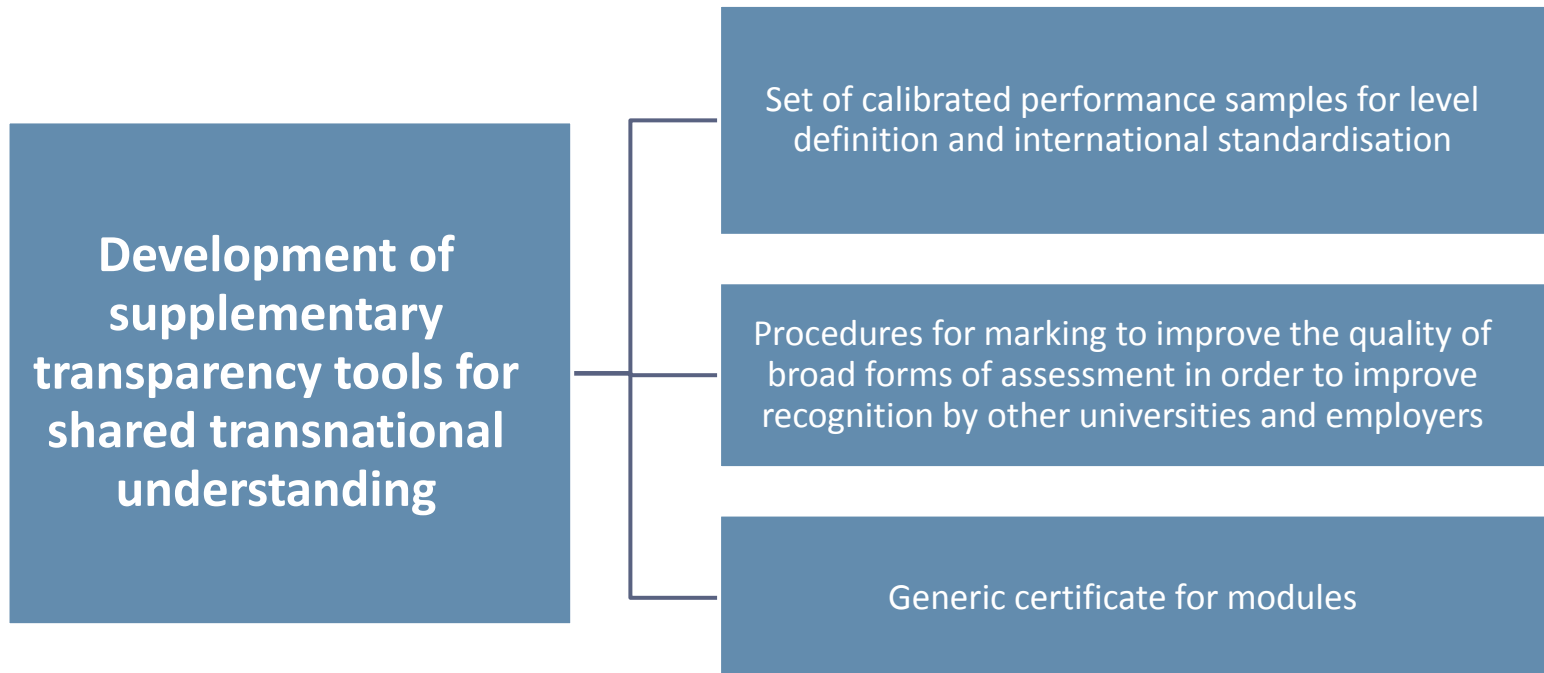 Development of
supplementary
transparency tools for
shared transnational
understanding
Set of calibrated performance samples for level
definition and international standardisation
Procedures for marking to improve the quality of
broad forms of assessment in order to improve
recognition by other universities and employers
Generic certificate for modules